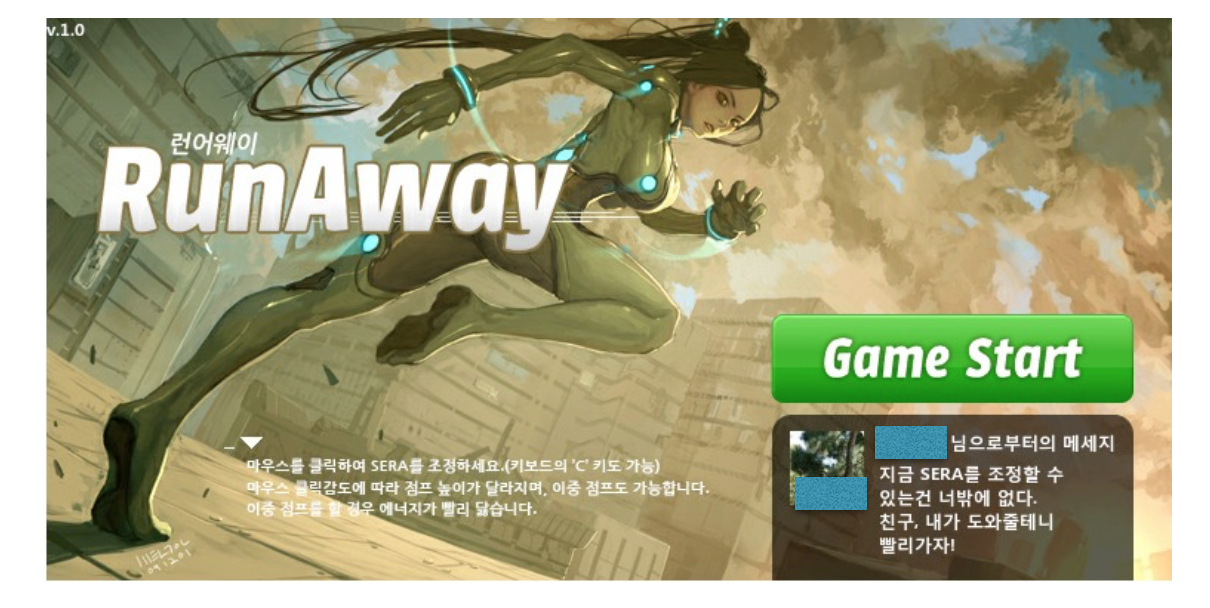 v.1.0
런어웨이
RunAway
Game Start
마우스를 클릭하여 SERA를 조정하세요.(키보드의 'C' 키도 가능)
마우스 클릭감도에 따라 점프 높이가 달라지며, 이중 점프도 가능합니다.
이중 점프를 할 경우 에너지가 빨리 닳습니다.
님으로부터의 메세지
지금 SERA를 조정할 수
있는건 너밖에 없다.
친구, 내가 도와줄테니
빨리가자!
09.12.01